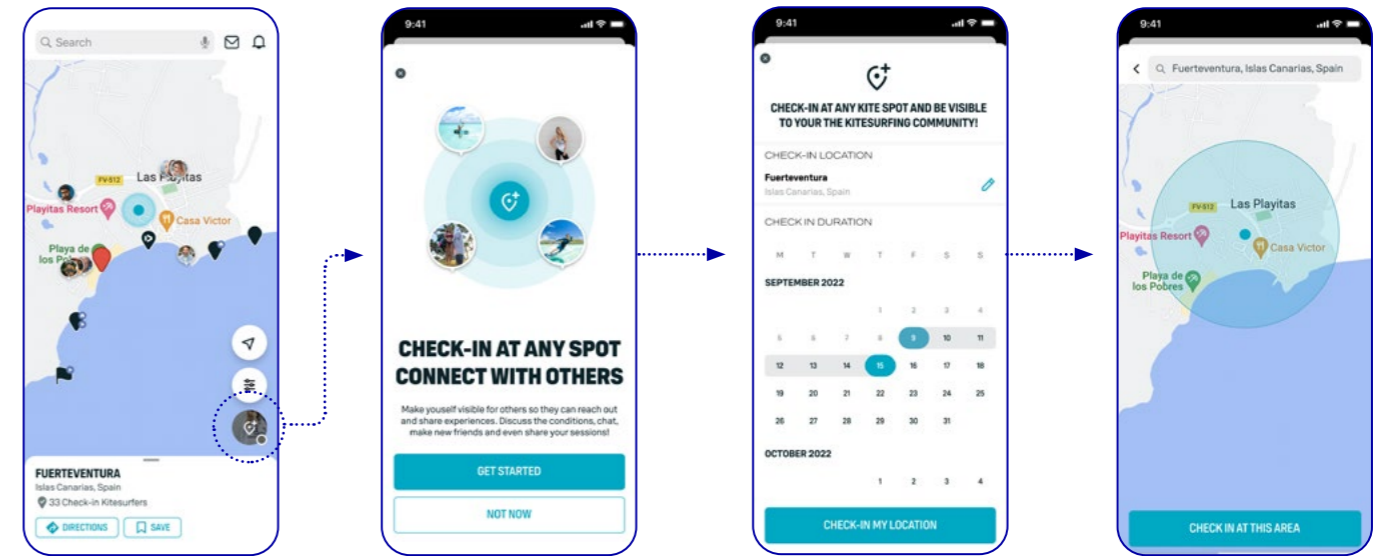 Search
FV-512
Las Playitas
Playitas Resort
Casa Victor
Playa de
los Po
FUERTEVENTURA
Islas Canarias, Spain
33 Check-in Kitesurfers
DIRECTIONS
SAVE
9:41
CHECK-IN AT ANY SPOT
CONNECT WITH OTHERS
Make youself visible for others so they can reach out
and share experiences. Discuss the conditions, chat,
make new friends and even share your sessions!
GET STARTED
NOT NOW
9:41
CHECK-IN AT ANY KITE SPOT AND BE VISIBLE
TO YOUR THE KITESURFING COMMUNITY!
CHECK-IN LOCATION
Fuerteventura
Islas Canarias, Spain
CHECK IN DURATION
M T W T F S S
SEPTEMBER 2022
1 2 3 4
5 6 7 8 9 10 11
12 13 14 15 16 17 18
19 20 21 22 23 24 25
26 27 28 29 30 31
OCTOBER 2022
1 2 3 4
CHECK-IN MY LOCATION
9:41
Fuerteventura, Islas Canarias, Spain
FV-512
Las Playitas
Playitas Resort
Casa Victor
Playa de
los Pobres
CHECK IN AT THIS AREA